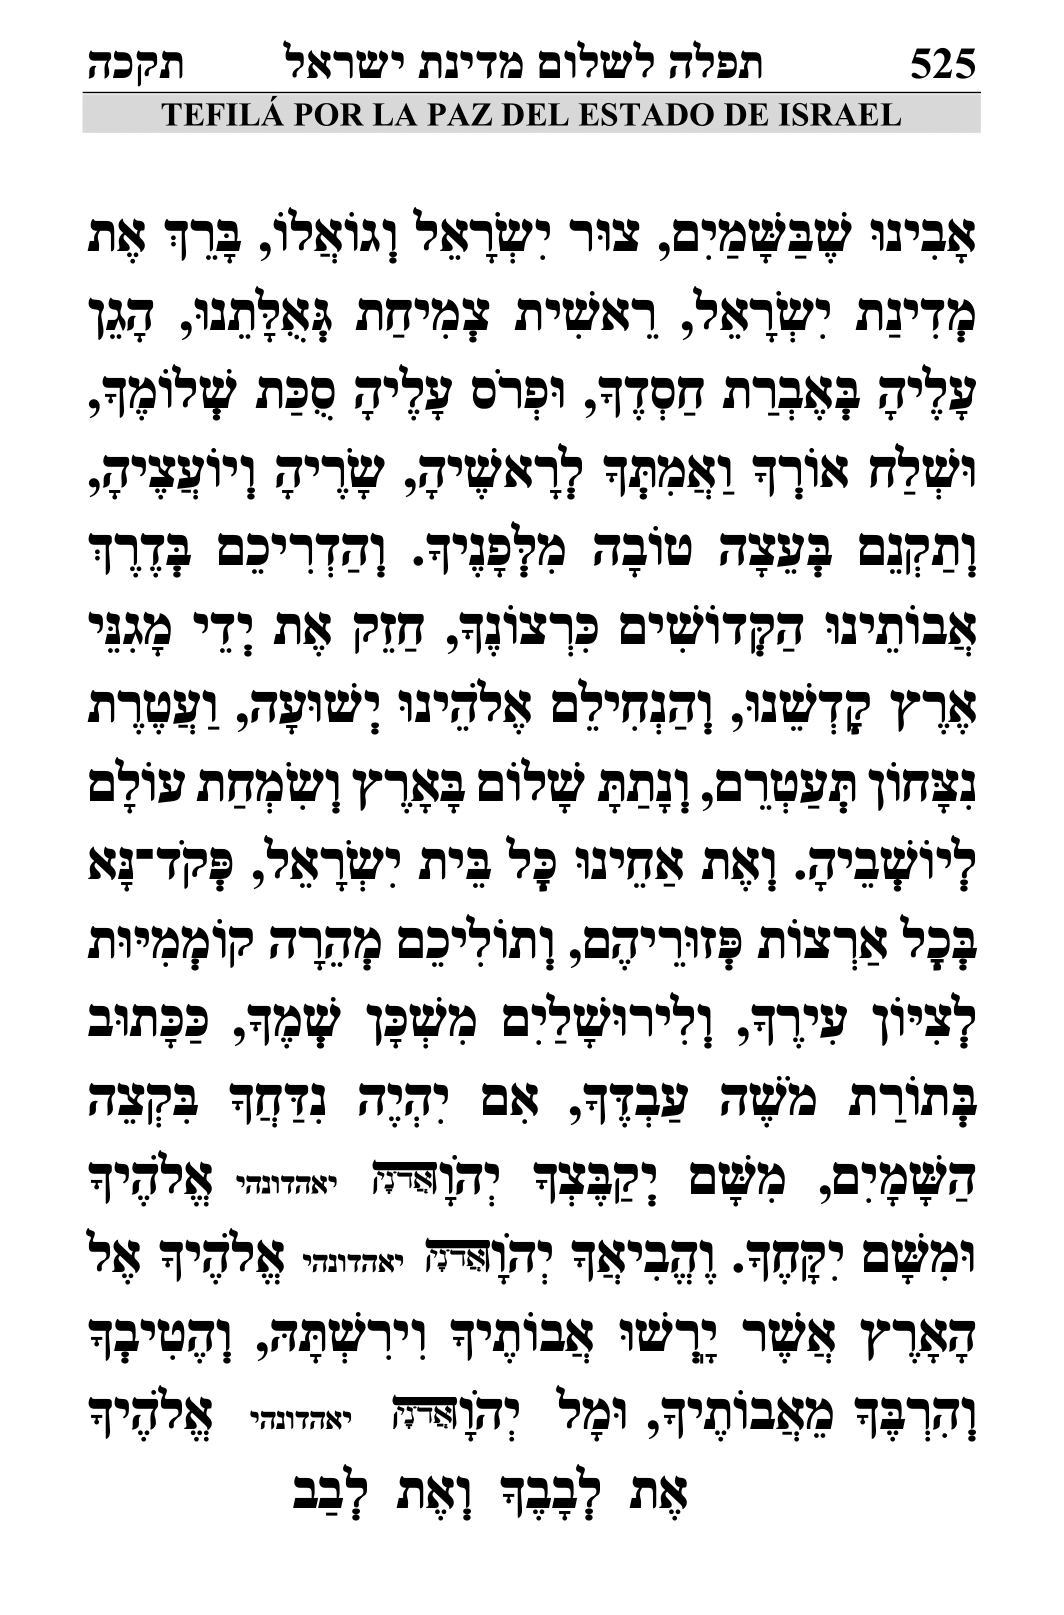 525 תפלה לשלום מדינת ישראל תקכה
TEFILÁ POR LA PAZ DEL ESTADO DE ISRAEL
אָבִינוּ שֶׁבַּשָּׁמַיִם, צוּר יִשְׂרָאֵל וְגוֹאֲלוֹ, בָּרֵךְ אֶת
מְדִינַת יִשְׂרָאֵל, רֵאשִׁית צְמִיחַת גְּאֻלָּתֵנוּ, הָגֵן
עָלֶיהָ בְּאֶבְרַת חַסְדֶךָ, וּפְרֹס עָלֶיהָ סֻכַּת שְׁלוֹמֶךָ,
וּשְׁלַח אוֹרְךָ וַאֲמִתְּךָ לְרָאשֶׁיהָ, שָׂרֶיהָ וְיוֹעֲצֶיהָ,
וְתַקְנֵם בְּעֵצָה טוֹבָה מִלְּפָנֶיךָ. וְהַדְרִיכֵם בְּדֶרֶךְ
אֲבוֹתֵינוּ הַקְּדוֹשִׁים כִּרְצוֹנֶךָ, חַזֵק אֶת יְדֵי מָגִנֵּי
אֶרֶץ קָדְשֵׁנוּ, וְהַנְחִילֵם אֱלֹהֵינוּ יְשׁוּעָה, וַעֲטֶרֶת
נִצָּחוֹן תְּעַטְרֵם, וְנָתַתָּ שָׁלוֹם בָּאָרֶץ וְשִׂמְחַת עוֹלָם
לְיוֹשְׁבֵיהָ. וְאֶת אַחֵינוּ כָּל בֵּית יִשְׂרָאֵל, פְּקֹד־נָּא
בְּכָל אַרְצוֹת פְּזוּרֵיהֶם, וְתוֹלִיכֵם מְהֵרָה קוֹמְמִיּוּת
לְצִיּוֹן עִירֶךָ, וְלִירוּשָׁלַיִם מִשְׁכָּן שְׁמֶךָ, כַּכָּתוּב
בְּתוֹרַת מֹשֶׁה עַבְדֶּךָ, אִם יִהְיֶה נִדַּחֲךָ בִּקְצֵה
הַשָּׁמָיִם, מִשָּׁם יְקַבֶּצְךָ יְהֹוָאֲדֹנָי יאהדונהי אֱלֹהֶיךָ
וּמִשָּׁם יִקָּחֶךָ. וֶהֱבִיאֲךָ יְהֹוָאֲדֹנָי יאהדונהי אֱלֹהֶיךָ אֶל
הָאָרֶץ אֲשֶׁר יָרְשׁוּ אֲבוֹתֶיךָ וִירִשְׁתָּהּ, וְהֶטִיבְךָ
וְהִרְבֶּךָ מֵאֲבוֹתֶיךָ, וּמָל יְהֹוָאֲדֹנָי יאהדונהי אֱלֹהֶיךָ
אֶת לְבָבֶךָ וְאֶת לְבַב